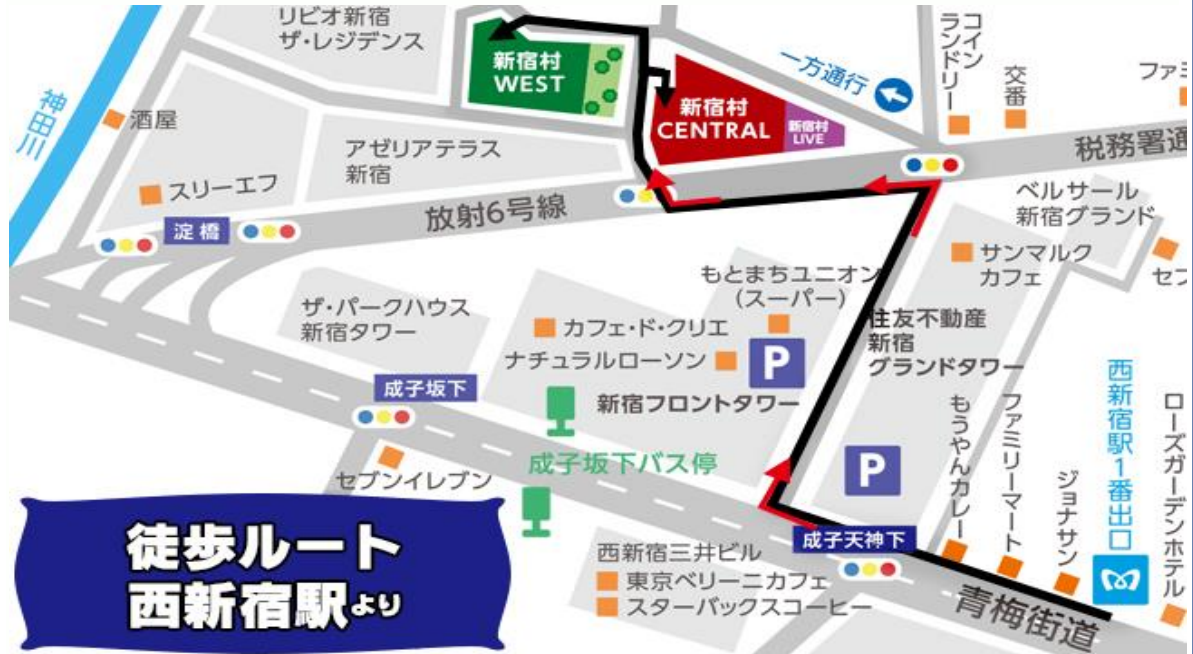 リビオ新宿
ザ・レジデンス
新宿村
WEST
新宿村
CENTRAL
新宿村
LIVE
一方通行
コイン
ランドリー
交番
ファミ
税務署通
神田川
酒屋
アゼリアテラス
新宿
スリーエフ
放射6号線
淀橋
ベルサール
新宿グランド
サンマルク
カフェ
セブ
もとまちユニオン
(スーパー)
ザ・パークハウス
新宿タワー
カフェ・ド・クリエ
ナチュラルローソン
P
住友不動産
新宿
グランドタワー
成子坂下
新宿フロントタワー
西新宿駅1番出口
ローズガーデンホテル
もうやんカレー
ファミリーマート
ジョナサン
P
セブンイレブン
成子坂下バス停
成子天神下
西新宿三井ビル
東京ベリーニカフェ
スターバックスコーヒー
青梅街道
徒歩ルート
西新宿駅より